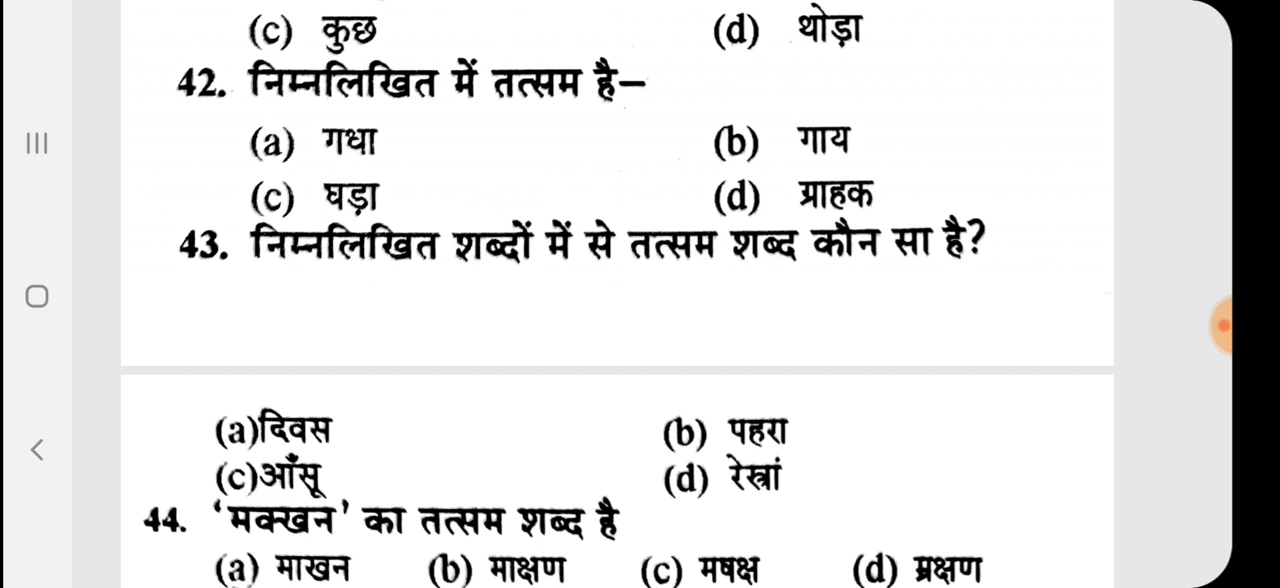 (c) कुछ (d) थोड़ा
42. निम्नलिखित में तत्सम है–
(a) गधा (b) गाय
(c) घड़ा (d) ग्राहक
43. निम्नलिखित शब्दों में से तत्सम शब्द कौन सा है?
(a)दिवस (b) पहरा
(c)आँसू (d) रेस्त्रां
44. ‘मक्खन’ का तत्सम शब्द है
(a) माखन (b) माक्षण (c) मषक्ष (d) म्रक्षण